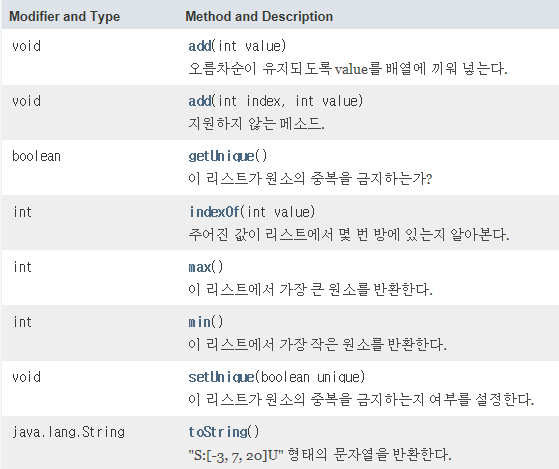 Modifier and Type Method and Description
void add(int value)
오름차순이 유지되도록 value를 배열에 끼워 넣는다.
void add(int index, int value)
지원하지 않는 메소드.
boolean getUnique()
이 리스트가 원소의 중복을 금지하는가?
int indexOf(int value)
주어진 값이 리스트에서 몇 번 방에 있는지 알아본다.
int max()
이 리스트에서 가장 큰 원소를 반환한다.
int min()
이 리스트에서 가장 작은 원소를 반환한다.
void setUnique(boolean unique)
이 리스트가 원소의 중복을 금지하는지 여부를 설정한다.
java.lang.String toString()
"S:[-3, 7, 20]U" 형태의 문자열을 반환한다.